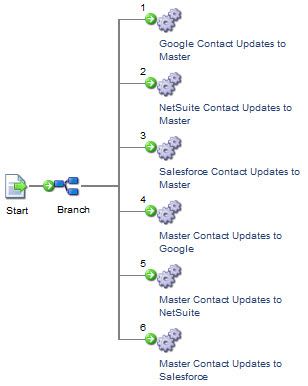 1
Google Contact Updates to
Master
2
NetSuite Contact Updates to
Master
3
Salesforce Contact Updates to
Master
Start
Branch
4
Master Contact Updates to
Google
5
Master Contact Updates to
NetSuite
6
Master Contact Updates to
Salesforce